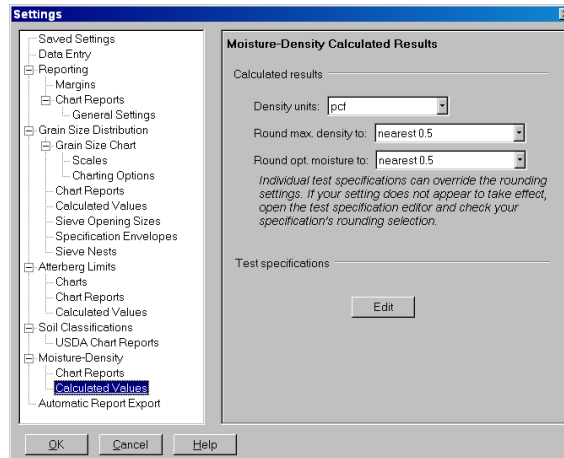 Settings
Saved Settings
Data Entry
Reporting
Margins
Chart Reports
General Settings
Grain Size Distribution
Grain Size Chart
Scales
Charting Options
Chart Reports
Calculated Values
Sieve Opening Sizes
Specification Envelopes
Sieve Nests
Atterberg Limits
Charts
Chart Reports
Calculated Values
Soil Classifications
USDA Chart Reports
Moisture-Density
Chart Reports
Calculated Values
Automatic Report Export
Moisture-Density Calculated Results
Calculated results
Density units: pcf
Round max. density to: nearest 0.5
Round opt. moisture to: nearest 0.5
Individual test specifications can override the rounding
settings. If your setting does not appear to take effect,
open the test specification editor and check your
specification's rounding selection.
Test specifications
Edit
OK Cancel Help